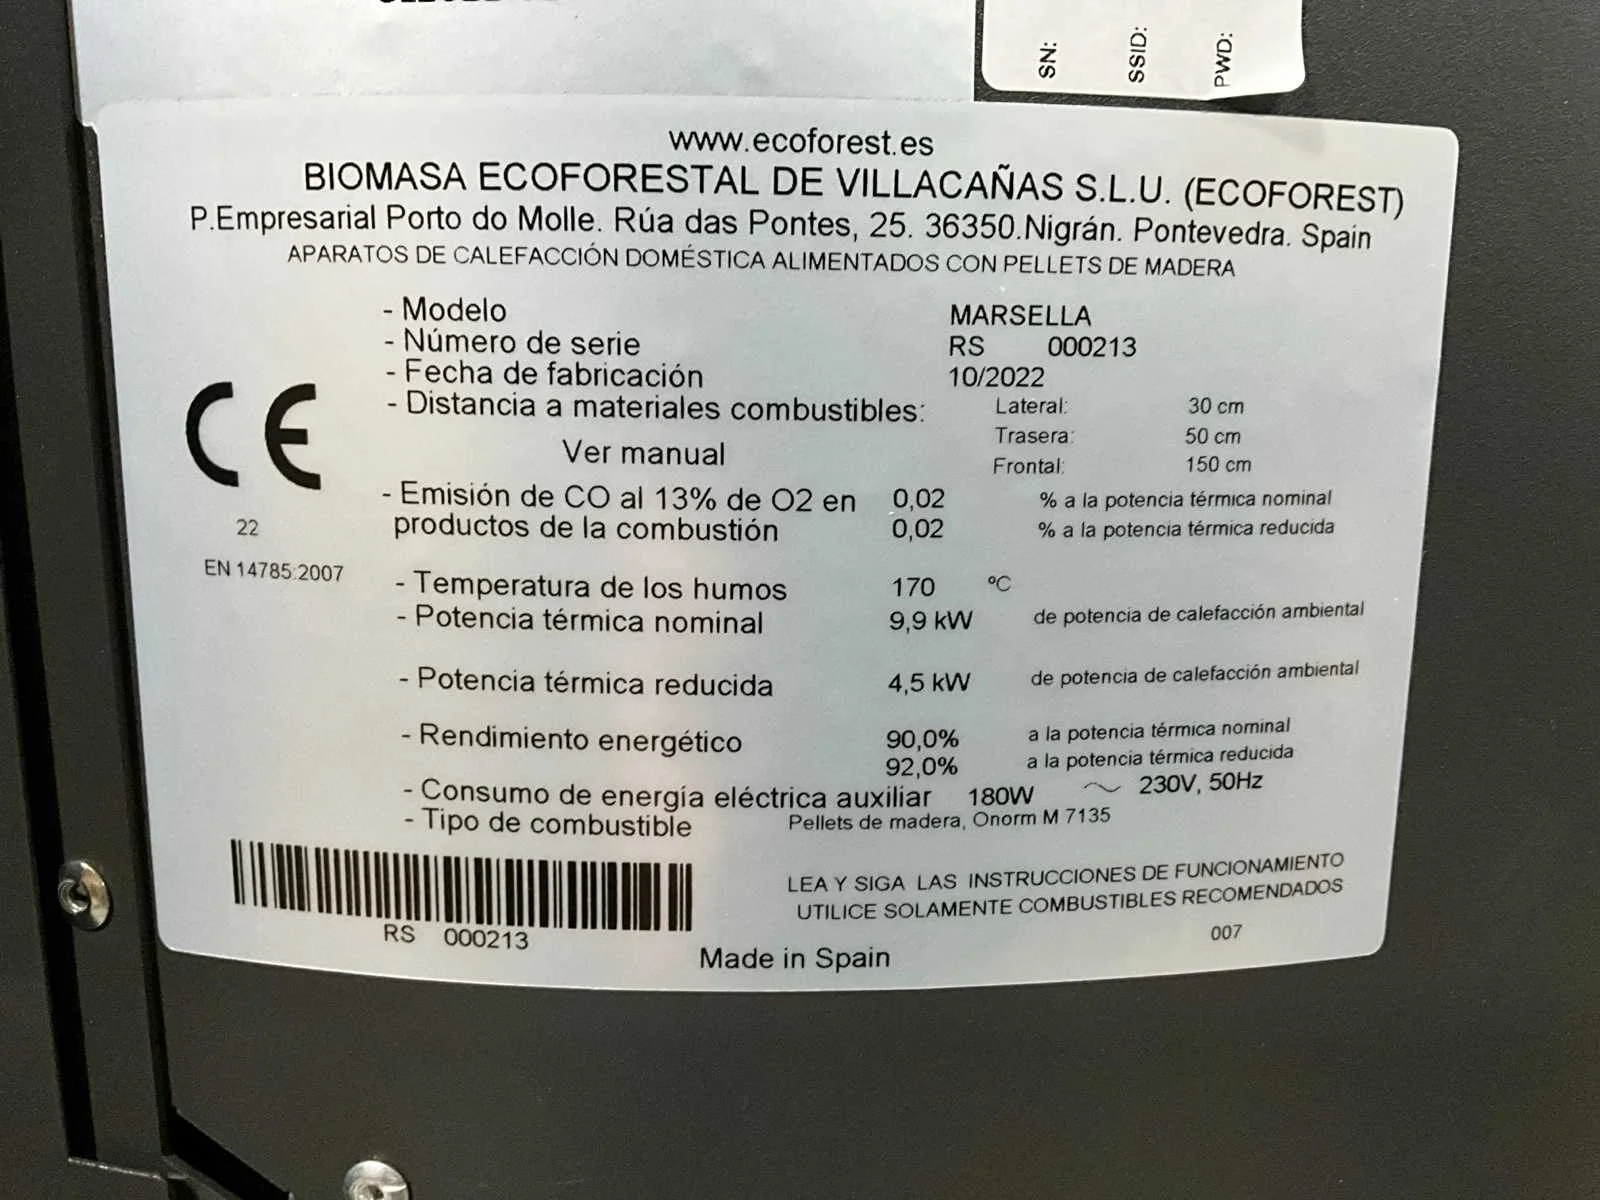 SN:
SSID:
PWD:
www.ecoforest.es
BIOMASA ECOFORESTAL DE VILLACAÑAS S.L.U. (ECOFOREST)
P.Empresarial Porto do Molle. Rúa das Pontes, 25. 36350.Nigrán. Pontevedra. Spain
APARATOS DE CALEFACCIÓN DOMÉSTICA ALIMENTADOS CON PELLETS DE MADERA
- Modelo MARSELLA
- Número de serie RS 000213
- Fecha de fabricación 10/2022
- Distancia a materiales combustibles: Lateral: 30 cm
Trasera: 50 cm
Ver manual
Frontal: 150 cm
CE
22
EN 14785:2007
- Emisión de CO al 13% de O2 en 0,02 % a la potencia térmica nominal
productos de la combustión 0,02 % a la potencia térmica reducida
- Temperatura de los humos 170 ºC
- Potencia térmica nominal 9,9 kW de potencia de calefacción ambiental
- Potencia térmica reducida 4,5 kW de potencia de calefacción ambiental
- Rendimiento energético 90,0% a la potencia térmica nominal
92,0% a la potencia térmica reducida
- Consumo de energía eléctrica auxiliar 180W ~ 230V, 50Hz
- Tipo de combustible Pellets de madera, Onorm M 7135
RS 000213
LEA Y SIGA LAS INSTRUCCIONES DE FUNCIONAMIENTO
UTILICE SOLAMENTE COMBUSTIBLES RECOMENDADOS
007
Made in Spain